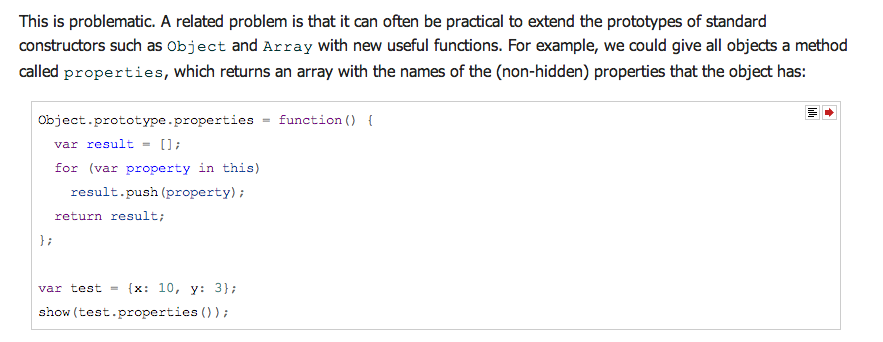 This is problematic. A related problem is that it can often be practical to extend the prototypes of standard
constructors such as Object and Array with new useful functions. For example, we could give all objects a method
called properties, which returns an array with the names of the (non-hidden) properties that the object has:
Object.prototype.properties = function() {
  var result = [];
  for (var property in this)
    result.push(property);
  return result;
};
var test = {x: 10, y: 3};
show(test.properties());